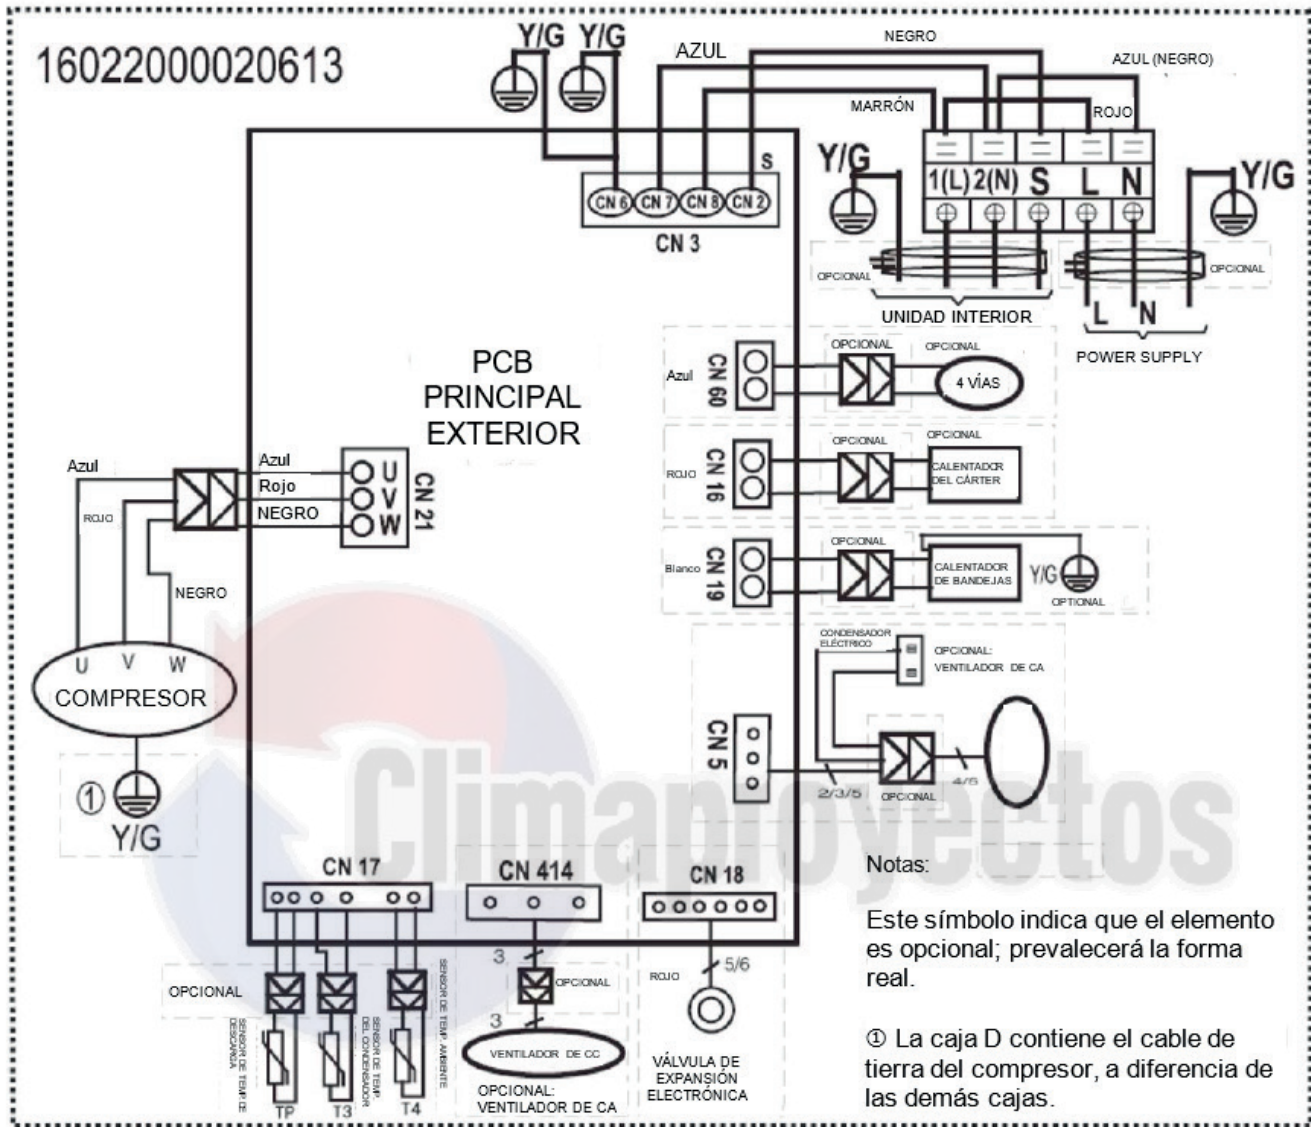 16022000020613
Y/G
Y/G
AZUL
NEGRO
AZUL (NEGRO)
MARRÓN
ROJO
S
CN 6
CN 7
CN 8
CN 2
CN 3
Y/G
1(L)
2(N)
S
L
N
Y/G
OPCIONAL
OPCIONAL
UNIDAD INTERIOR
L
N
POWER SUPPLY
PCB
PRINCIPAL
EXTERIOR
Azul
CN 60
OPCIONAL
OPCIONAL
4 VÍAS
ROJO
CN 16
OPCIONAL
OPCIONAL
CALENTADOR
DEL CÁRTER
Blanco
CN 19
OPCIONAL
CALENTADOR
DE BANDEJAS
Y/G
OPTIONAL
Azul
ROJO
NEGRO
Azul
Rojo
NEGRO
U
V
W
CN 21
U
V
W
COMPRESOR
①
Y/G
CONDENSADOR
ELÉCTRICO
OPCIONAL:
VENTILADOR DE CA
CN 5
2/3/5
OPCIONAL
4/5
Climaproyectos
CN 17
OPCIONAL
SENSOR DE TEMP. DE
DESCARGA
TP
T3
SENSOR DE TEMP.
DEL CONDENSADOR
T4
SENSOR DE TEMP. AMBIENTE
CN 414
3
OPCIONAL
3
VENTILADOR DE CC
OPCIONAL:
VENTILADOR DE CA
CN 18
ROJO
5/6
VÁLVULA DE
EXPANSIÓN
ELECTRÓNICA
Notas:
Este símbolo indica que el elemento
es opcional; prevalecerá la forma
real.
① La caja D contiene el cable de
tierra del compresor, a diferencia de
las demás cajas.